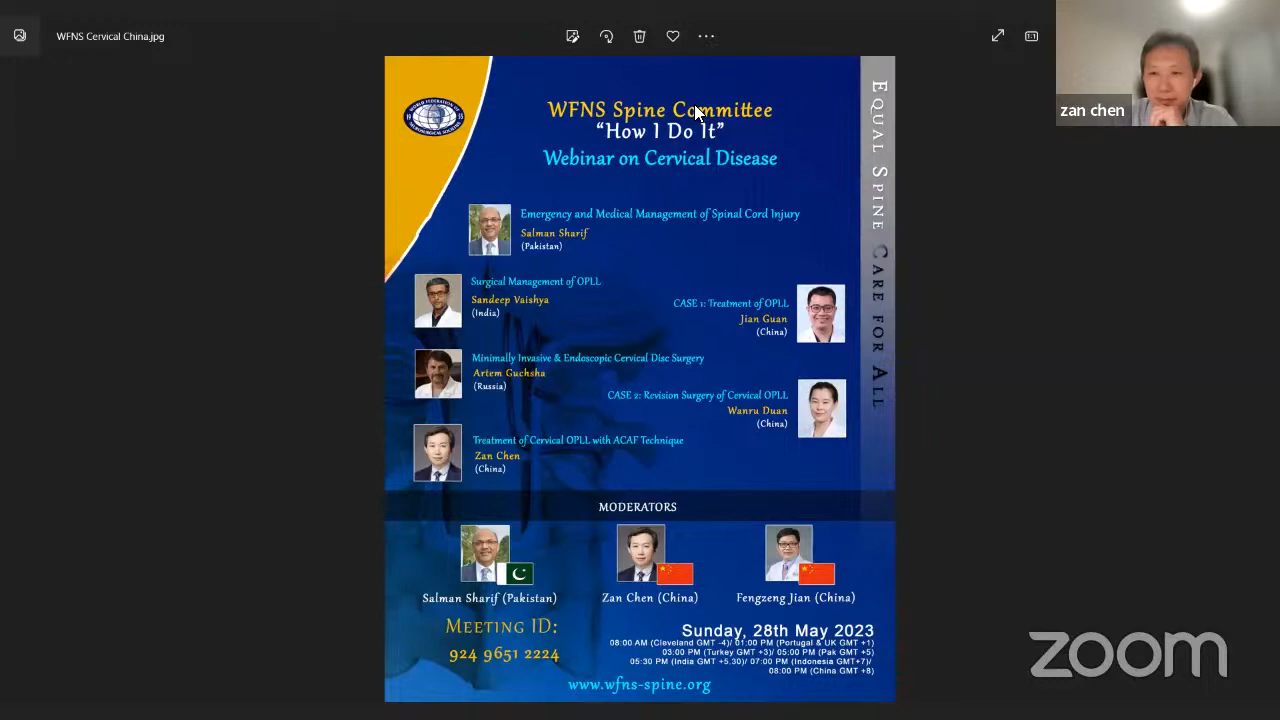 WFNS Cervical China.jpg
zan chen
WFNS Spine Committee
“How I Do It”
Webinar on Cervical Disease
EQUAL SPINE CARE FOR ALL
WORLD FEDERATION OF NEUROSURGICAL SOCIETIES
Emergency and Medical Management of Spinal Cord Injury
Salman Sharif
(Pakistan)
Surgical Management of OPLL
Sandeep Vaishya
(India)
CASE 1: Treatment of OPLL
Jian Guan
(China)
Minimally Invasive & Endoscopic Cervical Disc Surgery
Artem Guchsha
(Russia)
CASE 2: Revision Surgery of Cervical OPLL
Wanru Duan
(China)
Treatment of Cervical OPLL with ACAF Technique
Zan Chen
(China)
MODERATORS
Salman Sharif (Pakistan)
Zan Chen (China)
Fengzeng Jian (China)
MEETING ID:
924 9651 2224
Sunday, 28th May 2023
08:00 AM (Cleveland GMT -4)/ 01:00 PM (Portugal & UK GMT +1)
03:00 PM (Turkey GMT +3)/ 05:00 PM (Pak GMT +5)
05:30 PM (India GMT +5.30)/ 07:00 PM (Indonesia GMT+7)/
08:00 PM (China GMT +8)
www.wfns-spine.org
zoom